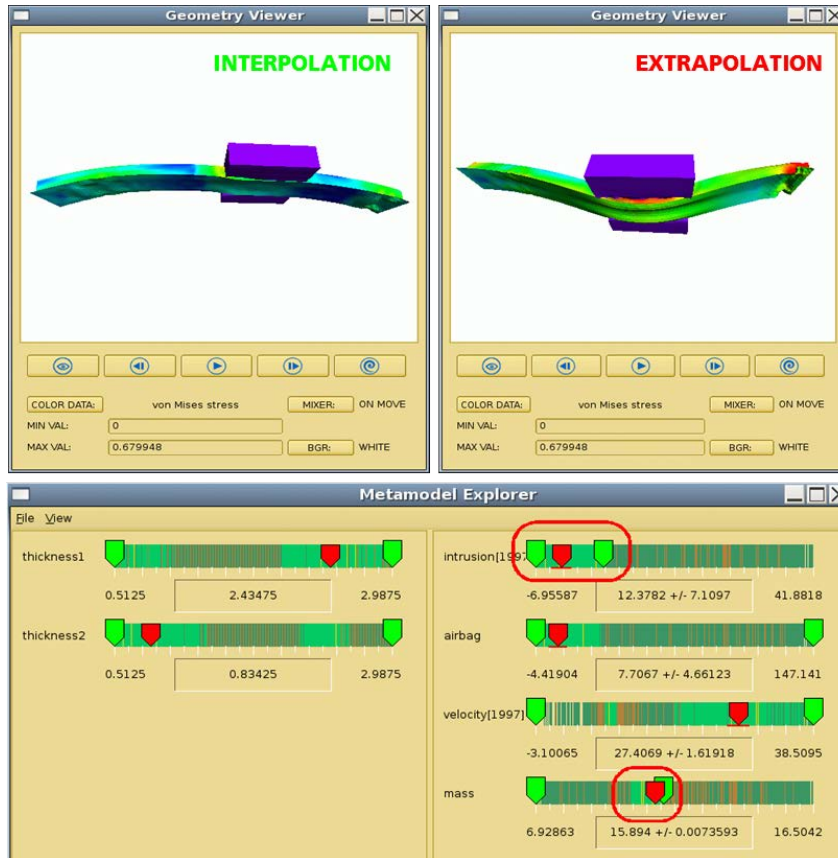 Geometry Viewer
INTERPOLATION
COLOR DATA: von Mises stress MIXER: ON MOVE
MIN VAL: 0
MAX VAL: 0.679948 BGR: WHITE
Geometry Viewer
EXTRAPOLATION
COLOR DATA: von Mises stress MIXER: ON MOVE
MIN VAL: 0
MAX VAL: 0.679948 BGR: WHITE
Metamodel Explorer
File View
thickness1
0.5125 2.43475 2.9875
thickness2
0.5125 0.83425 2.9875
intrusion[1997
-6.95587 12.3782 +/- 7.1097 41.8818
airbag
-4.41904 7.7067 +/- 4.66123 147.141
velocity[1997]
-3.10065 27.4069 +/- 1.61918 38.5095
mass
6.92863 15.894 +/- 0.0073593 16.5042